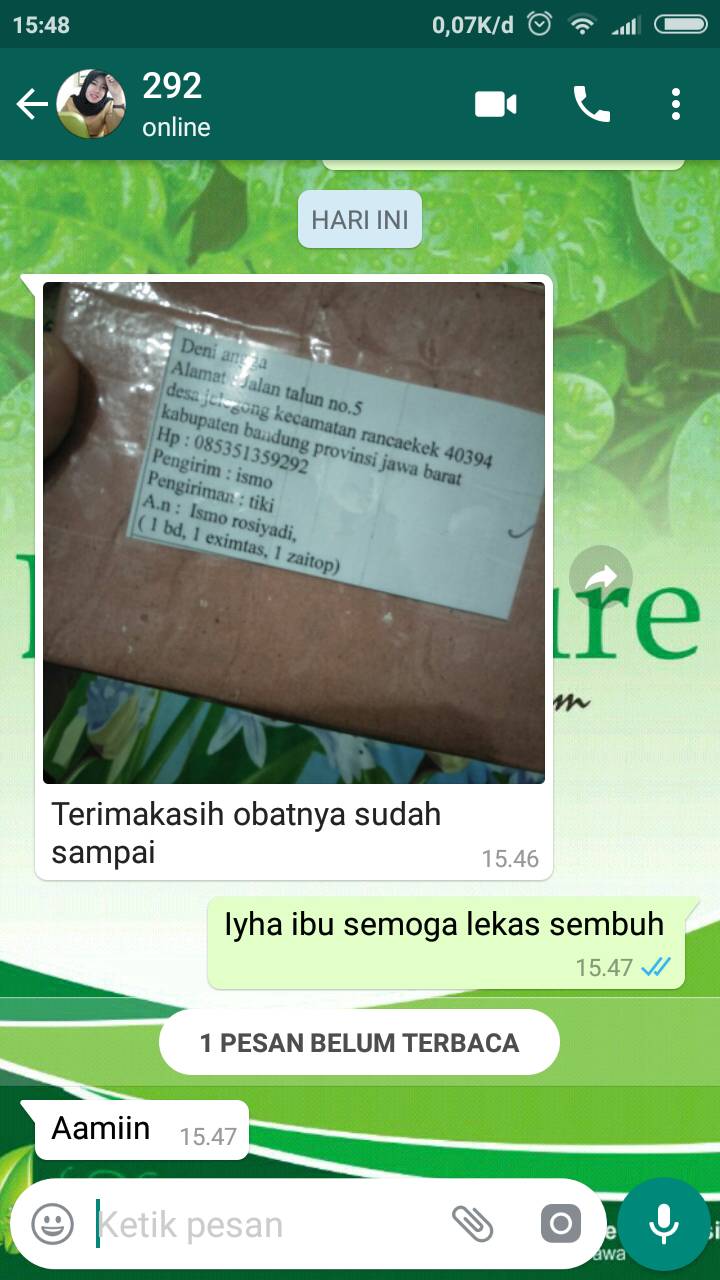 15:48 0,07K/d
292
online
HARI INI
Deni angga
Alamat : Jalan talun no.5
desa jelegong kecamatan rancaekek 40394
kabupaten bandung provinsi jawa barat
Hp : 085351359292
Pengirim : ismo
Pengiriman : tiki
A.n : Ismo rosiyadi,
( 1 bd, 1 eximtas, 1 zaitop)
Terimakasih obatnya sudah
sampai
15.46
Iyha ibu semoga lekas sembuh
15.47
1 PESAN BELUM TERBACA
Aamiin 15.47
Ketik pesan